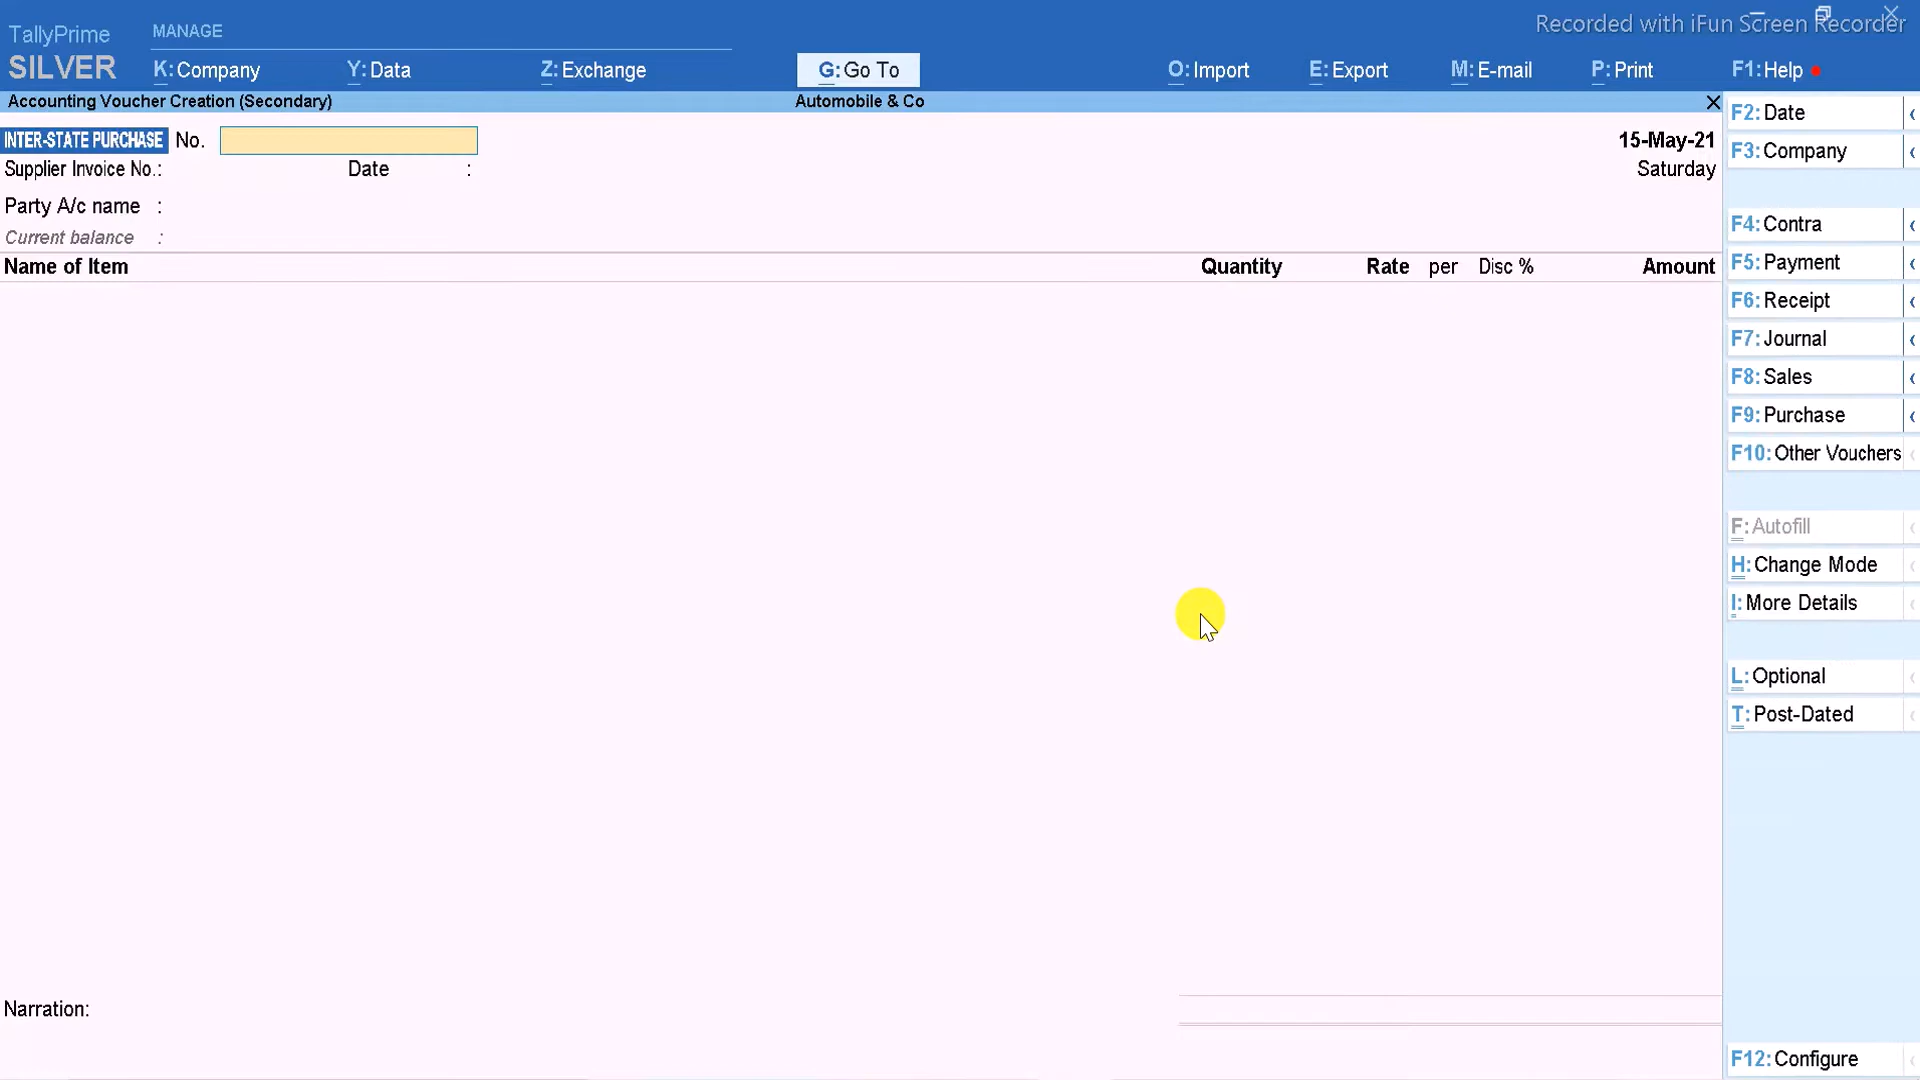 Recorded with iFun Screen Recorder
TallyPrime
SILVER
MANAGE
K: Company
Y: Data
Z: Exchange
G: Go To
O: Import
E: Export
M: E-mail
P: Print
F1: Help
Accounting Voucher Creation (Secondary)
Automobile & Co
INTER-STATE PURCHASE No.
15-May-21
Supplier Invoice No.: Date :
Saturday
Party A/c name :
Current balance :
Name of Item Quantity Rate per Disc % Amount
Narration:
F2: Date
F3: Company
F4: Contra
F5: Payment
F6: Receipt
F7: Journal
F8: Sales
F9: Purchase
F10: Other Vouchers
F: Autofill
H: Change Mode
I: More Details
L: Optional
T: Post-Dated
F12: Configure